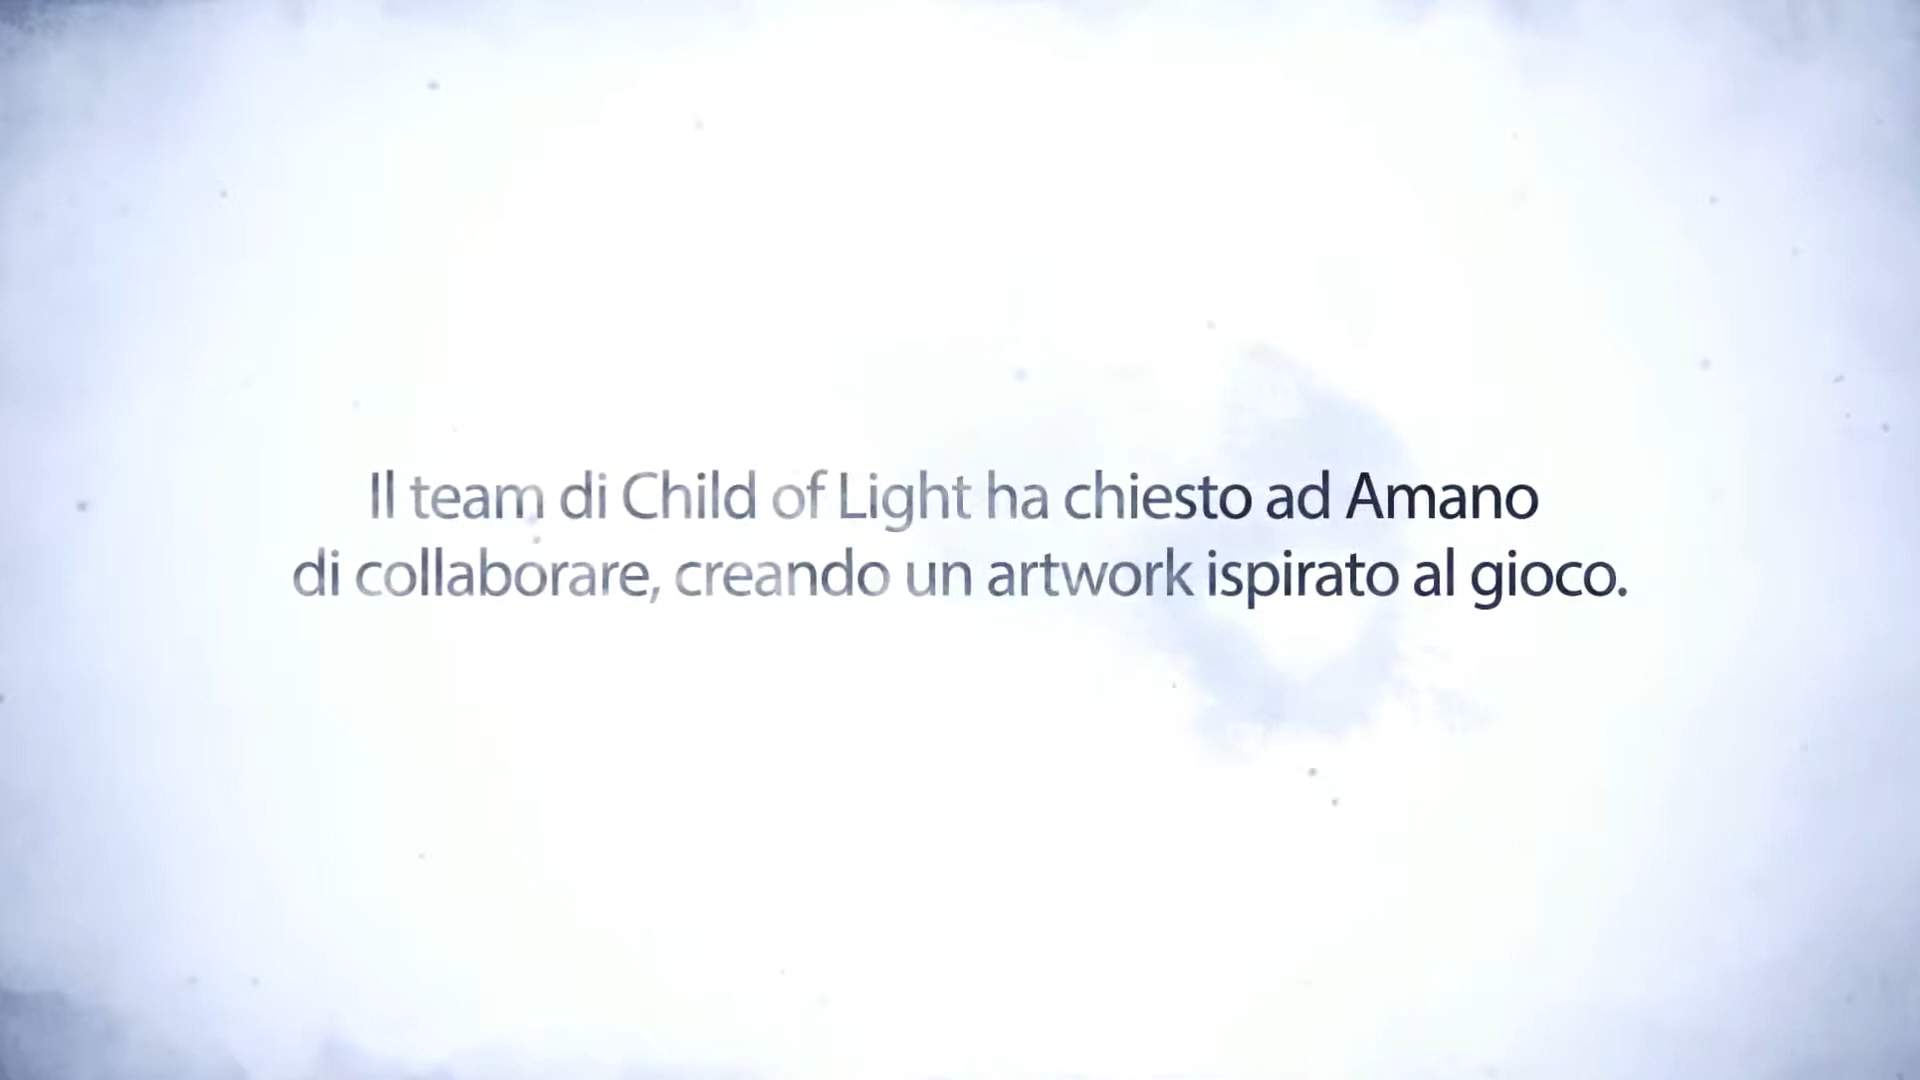 Il team di Child of Light ha chiesto ad Amano
di collaborare, creando un artwork ispirato al gioco.